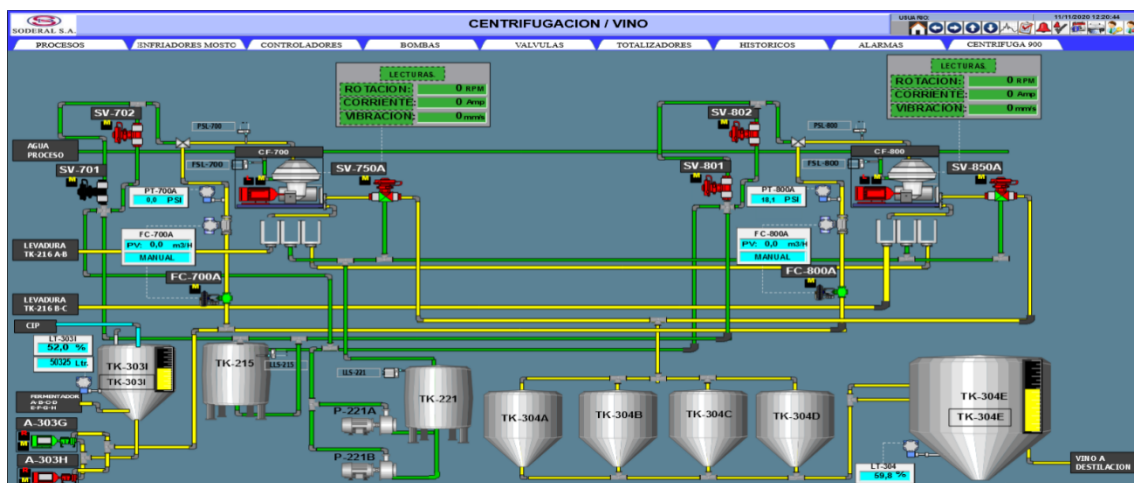 SODERAL S.A.
CENTRIFUGACION / VINO
USUARIO:
11/11/2020 12:20:44
PROCESOS
ENFRIADORES MOSTO
CONTROLADORES
BOMBAS
VALVULAS
TOTALIZADORES
HISTORICOS
ALARMAS
CENTRIFUGA 900
LECTURAS
ROTACION: 0 RPM
CORRIENTE: 0 Amp
VIBRACION: 0 mm/s
LECTURAS
ROTACION: 0 RPM
CORRIENTE: 0 Amp
VIBRACION: 0 mm/s
SV-702
PSL-700
SV-802
PSL-800
AGUA
PROCESO
CF-700
FSL-700
CF-800
FSL-800
SV-701
SV-750A
SV-801
SV-850A
PT-700A
0,0 PSI
PT-800A
18,1 PSI
FC-700A
PV: 0,0 m3/H
MANUAL
FC-800A
PV: 0,0 m3/H
MANUAL
LEVADURA
TK-216 A-B
FC-700A
FC-800A
LEVADURA
TK-216 B-C
CIP
LT-303I
52,0 %
50325 Ltr.
TK-303I
TK-303I
TK-215
LLS-215
LLS-221
TK-221
FERMENTADOR
A-B-C-D
E-F-G-H
A-303G
A-303H
P-221A
P-221B
TK-304A
TK-304B
TK-304C
TK-304D
TK-304E
TK-304E
LT-304
59,8 %
VINO A
DESTILACION